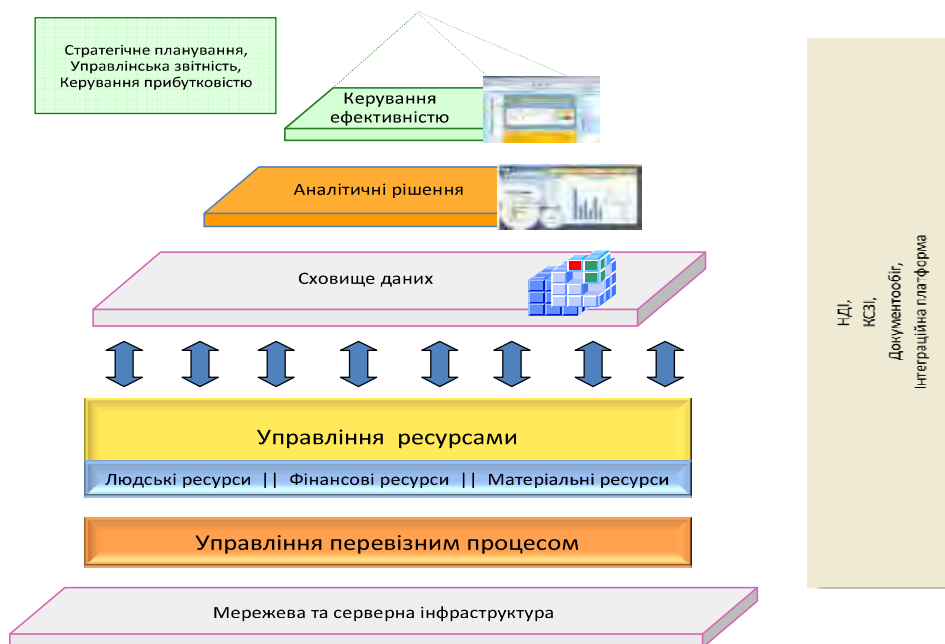 Стратегічне планування,
Управлінська звітність,
Керування прибутковістю
Керування
ефективністю
Аналітичні рішення
Сховище даних
Управління ресурсами
Людські ресурси || Фінансові ресурси || Матеріальні ресурси
Управління перевізним процесом
Мережева та серверна інфраструктура
НДІ,
КСЗІ,
Документообіг,
Інтеграційна платформа